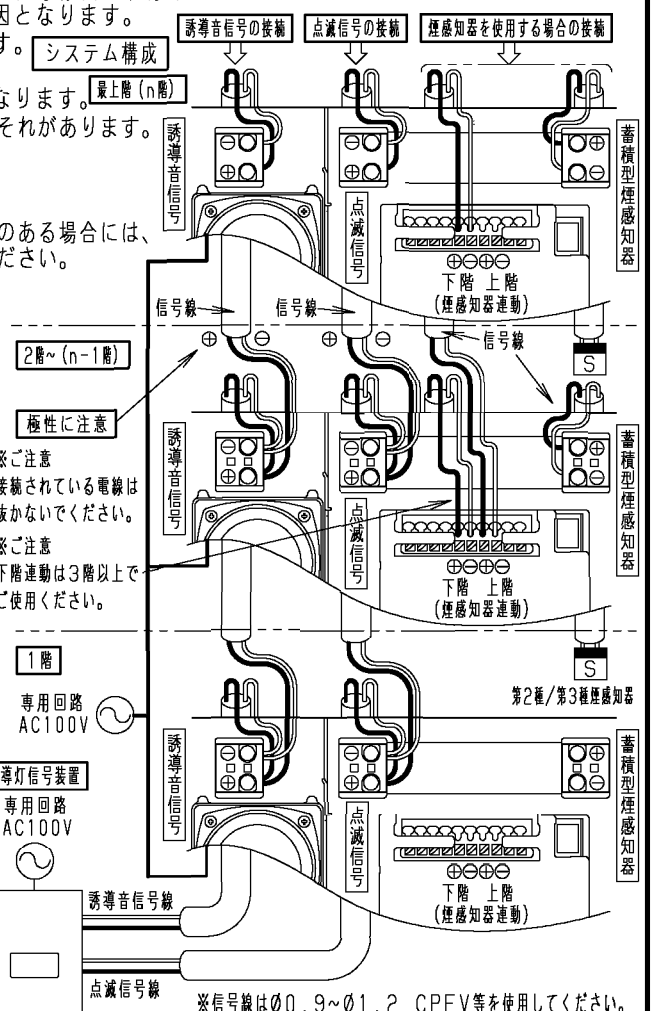 因となります。
す。
システム構成
なります。
それがあります。
のある場合には、
ださい。
誘導音信号の接続
点滅信号の接続
煙感知器を使用する場合の接続
最上階(n階)
誘導音信号
点滅信号
蓄積型煙感知器
⊖
⊕
⊖
⊕
⊕
⊖
⊕⊖⊕⊖
下階 上階
(煙感知器連動)
信号線
信号線
信号線
⊕ ⊖
⊕ ⊖
S
2階~(n-1階)
極性に注意
※ご注意
接続されている電線は
抜かないでください。
※ご注意
下階連動は3階以上で
ご使用ください。
誘導音信号
点滅信号
蓄積型煙感知器
⊖
⊕
⊖
⊕
⊕
⊖
⊕⊖⊕⊖
下階 上階
(煙感知器連動)
S
第2種/第3種煙感知器
1階
専用回路
AC100V
誘導音信号
点滅信号
蓄積型煙感知器
⊖
⊕
⊖
⊕
⊕
⊖
⊕⊖⊕⊖
下階 上階
(煙感知器連動)
導灯信号装置
専用回路
AC100V
誘導音信号線
点滅信号線
※信号線はØ0.9~Ø1.2 CPEV等を使用してください。